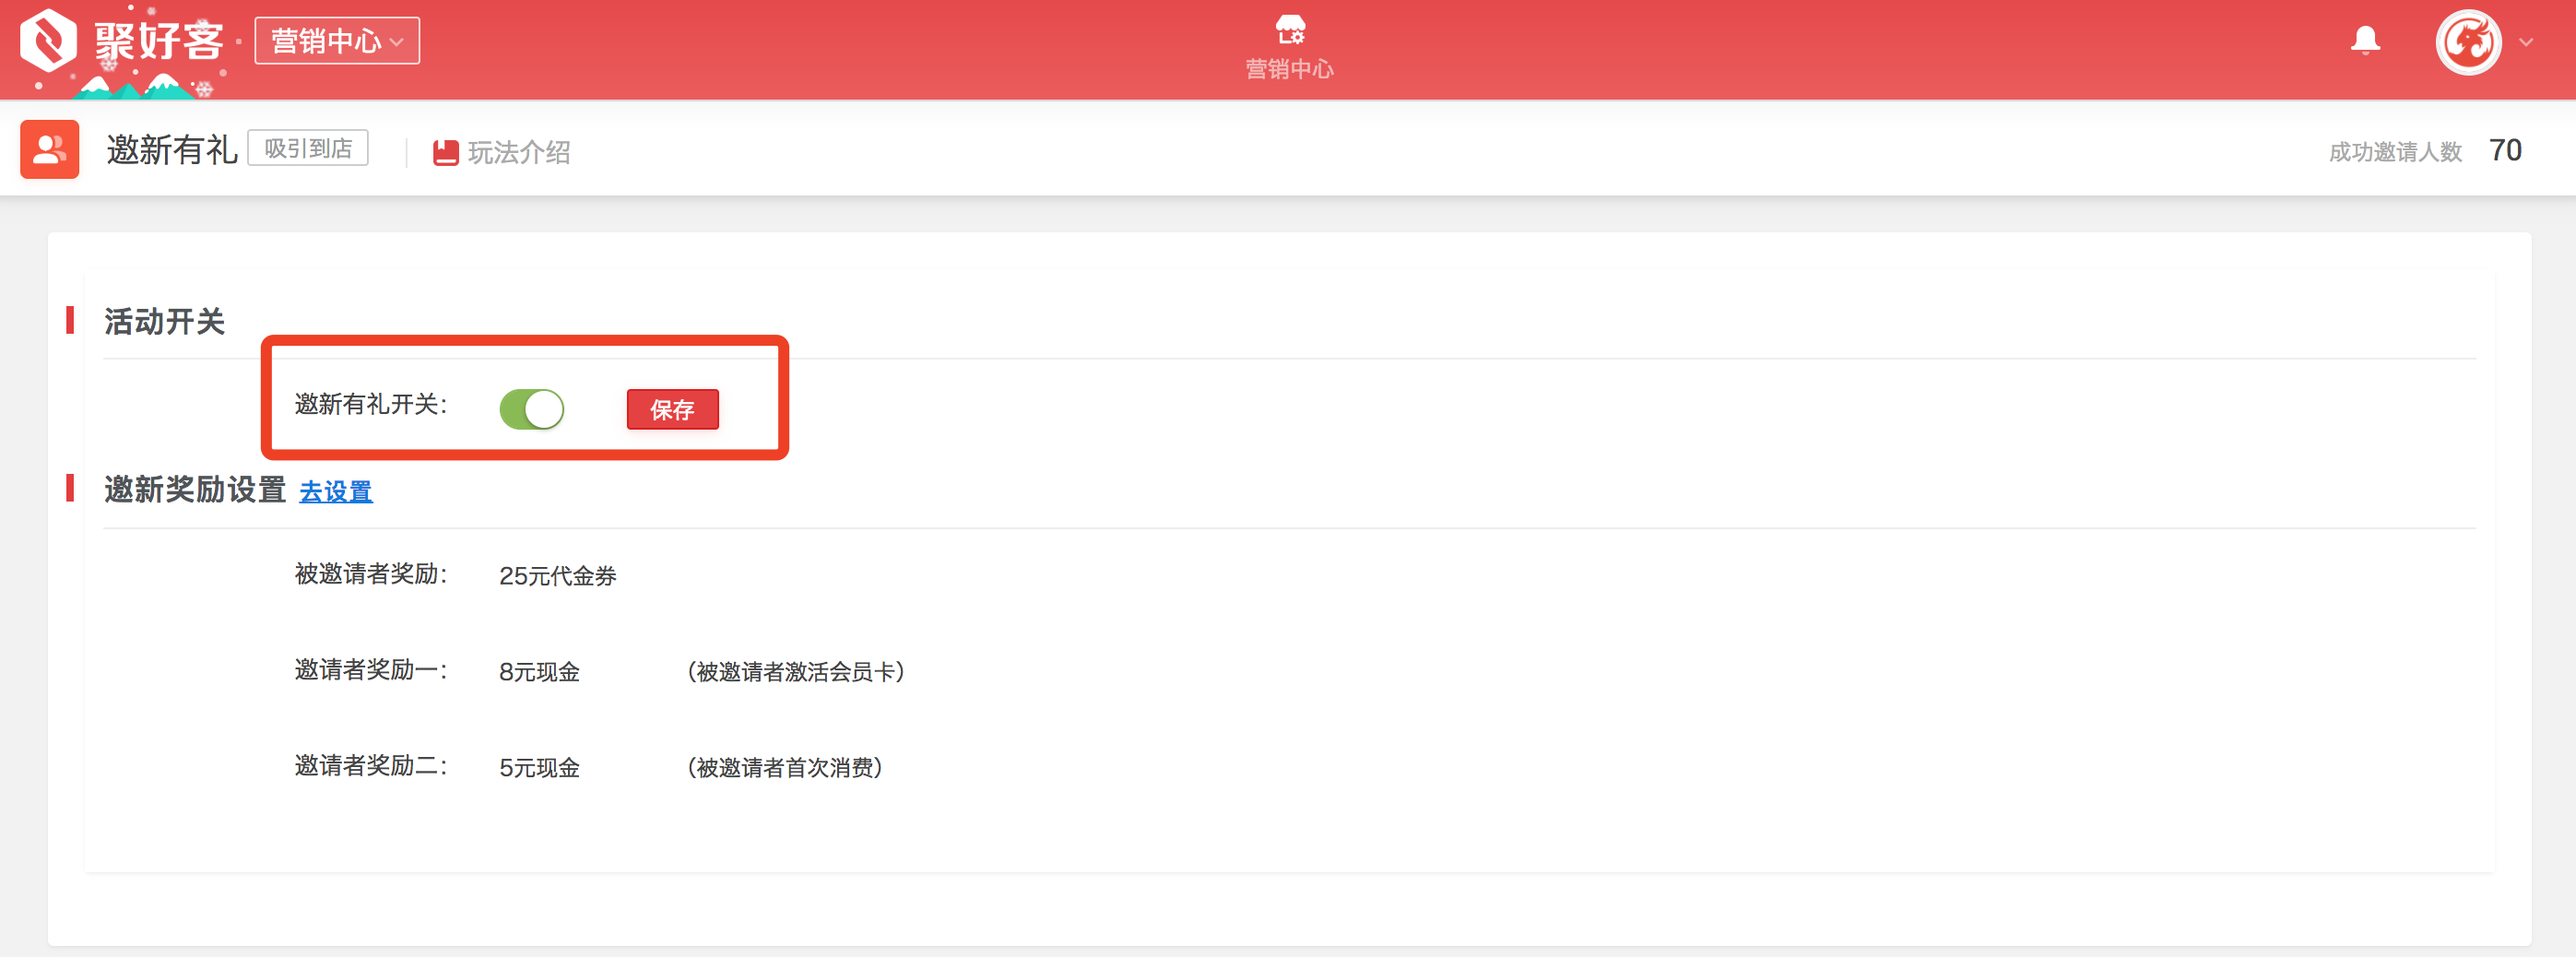 聚好客 · 营销中心
营销中心
邀新有礼 吸引到店 玩法介绍 成功邀请人数 70
活动开关
邀新有礼开关： 保存
邀新奖励设置 去设置
被邀请者奖励： 25元代金券
邀请者奖励一： 8元现金 （被邀请者激活会员卡）
邀请者奖励二： 5元现金 （被邀请者首次消费）